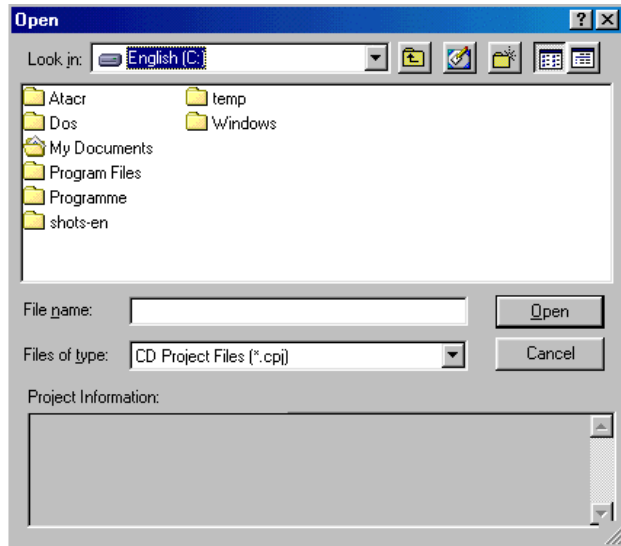 Open
Look in: English (C:
Atacr temp
Dos Windows
My Documents
Program Files
Programme
shots-en
File name: Open
Files of type: CD Project Files (*.cpj) Cancel
Project Information: